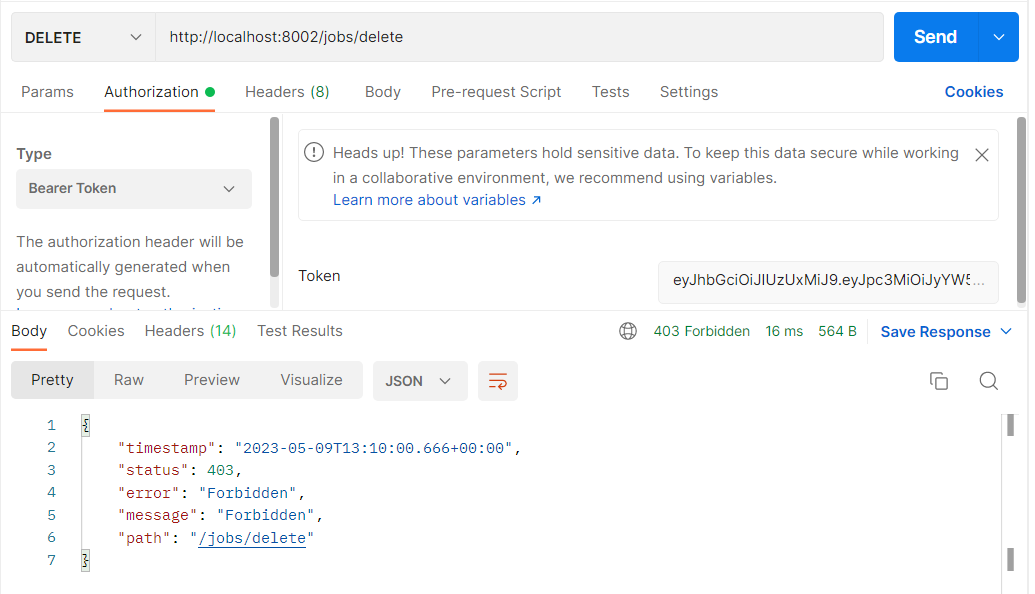 DELETE http://localhost:8002/jobs/delete Send
Params Authorization Headers (8) Body Pre-request Script Tests Settings Cookies
Type
Bearer Token
The authorization header will be
automatically generated when
you send the request.
Heads up! These parameters hold sensitive data. To keep this data secure while working
in a collaborative environment, we recommend using variables.
Learn more about variables ↗
Token eyJhbGciOiJIUzUxMiJ9.eyJpc3MiOiJyYW5...
Body Cookies Headers (14) Test Results 403 Forbidden 16 ms 564 B Save Response
Pretty Raw Preview Visualize JSON
1 {
2 "timestamp": "2023-05-09T13:10:00.666+00:00",
3 "status": 403,
4 "error": "Forbidden",
5 "message": "Forbidden",
6 "path": "/jobs/delete"
7 }